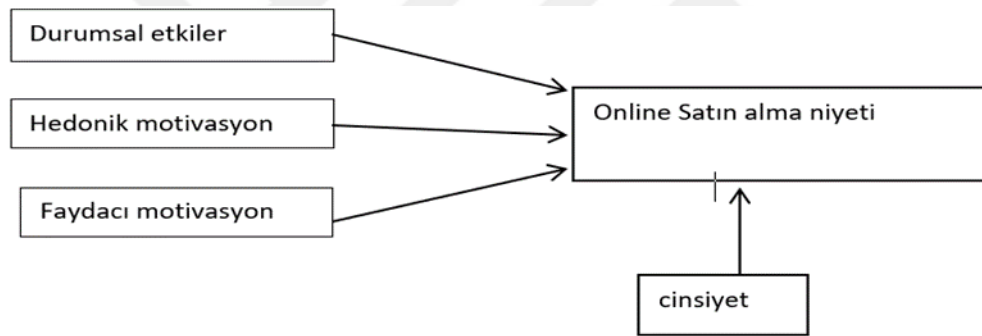 Durumsal etkiler
Hedonik motivasyon
Faydacı motivasyon
Online Satın alma niyeti
cinsiyet